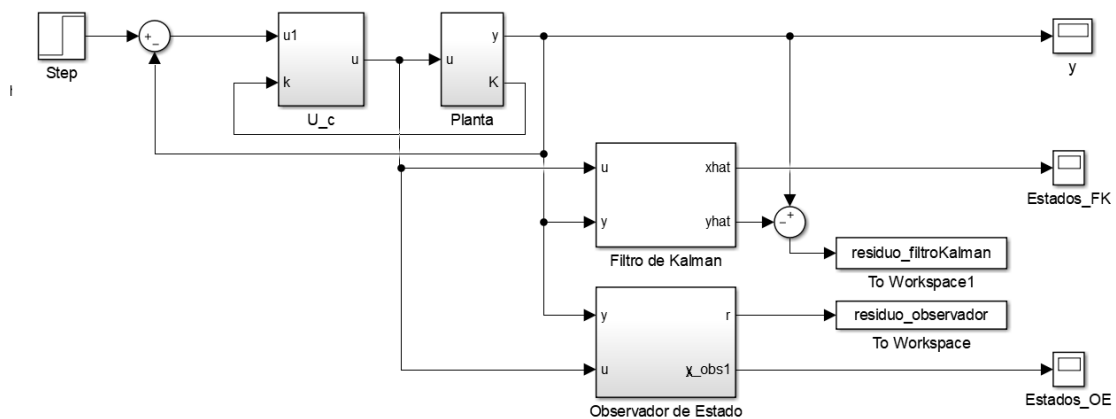 Step
u1
k
u
U_c
u
y
K
Planta
y
u
y
xhat
yhat
Filtro de Kalman
Estados_FK
residuo_filtroKalman
To Workspace1
y
u
r
_obs1
Observador de Estado
residuo_observador
To Workspace
Estados_OE